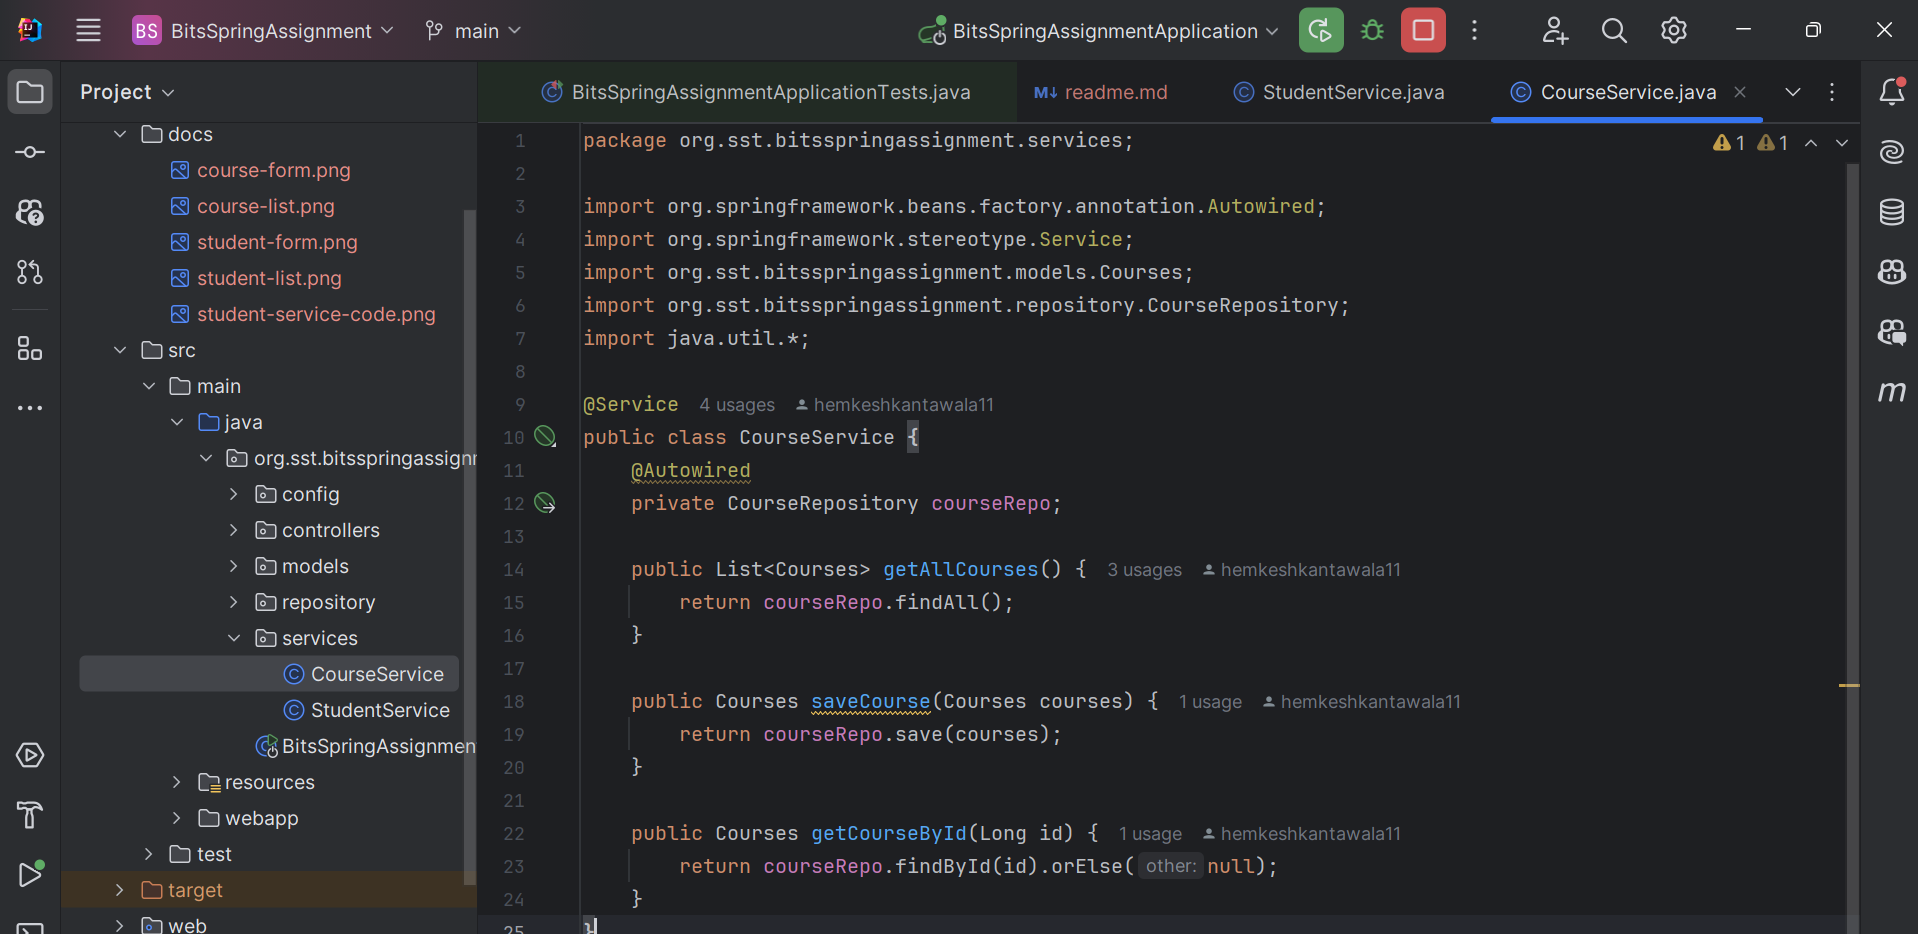 BS BitsSpringAssignment main BitsSpringAssignmentApplication
Project
docs
course-form.png
course-list.png
student-form.png
student-list.png
student-service-code.png
src
main
java
org.sst.bitsspringassignm
config
controllers
models
repository
services
CourseService
StudentService
BitsSpringAssignmen
resources
webapp
test
target
web
BitsSpringAssignmentApplicationTests.java M↓ readme.md StudentService.java CourseService.java
1 package org.sst.bitsspringassignment.services; 1 1
2
3 import org.springframework.beans.factory.annotation.Autowired;
4 import org.springframework.stereotype.Service;
5 import org.sst.bitsspringassignment.models.Courses;
6 import org.sst.bitsspringassignment.repository.CourseRepository;
7 import java.util.*;
8
9 @Service 4 usages hemkeshkantawala11
10 public class CourseService {
11 @Autowired
12 private CourseRepository courseRepo;
13
14 public List<Courses> getAllCourses() { 3 usages hemkeshkantawala11
15 return courseRepo.findAll();
16 }
17
18 public Courses saveCourse(Courses courses) { 1 usage hemkeshkantawala11
19 return courseRepo.save(courses);
20 }
21
22 public Courses getCourseById(Long id) { 1 usage hemkeshkantawala11
23 return courseRepo.findById(id).orElse( other: null);
24 }
25 }